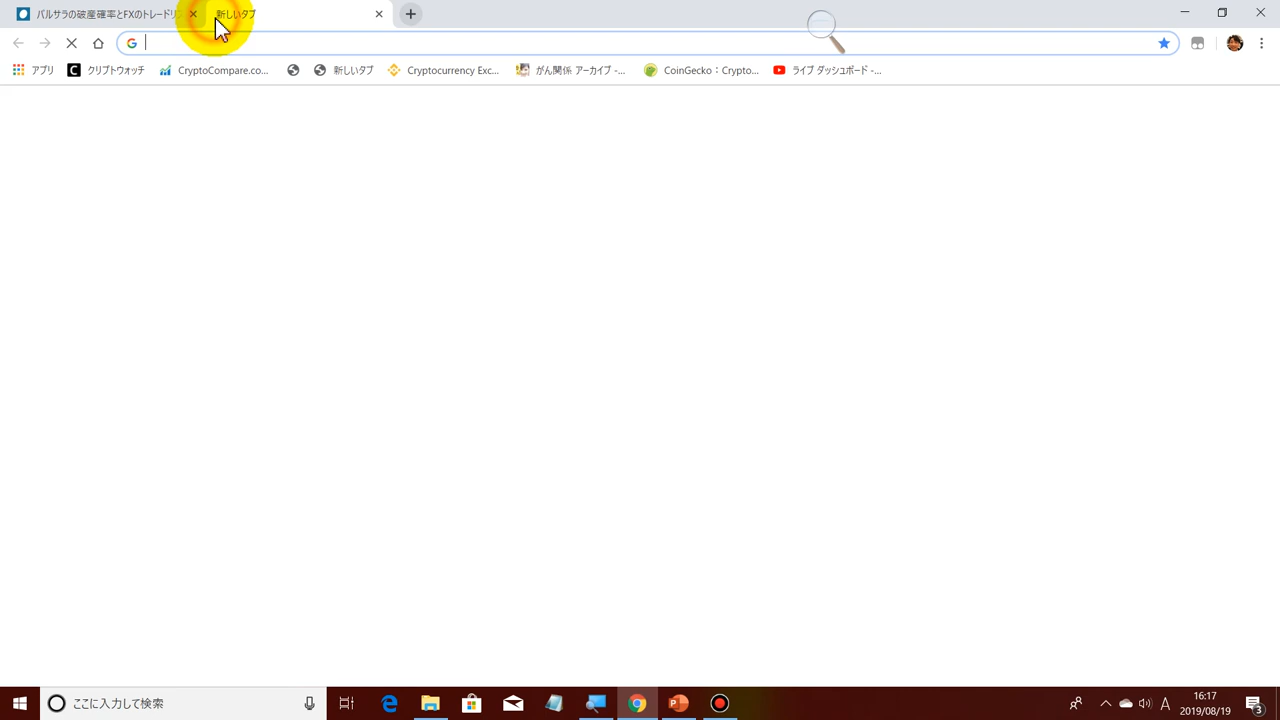 バルサラの破産確率とFXのトレードリ
新しいタブ
アプリ
クリプトウォッチ
CryptoCompare.co...
新しいタブ
Cryptocurrency Exc...
がん関係 アーカイブ -...
CoinGecko：Crypto...
ライブ ダッシュボード -...
ここに入力して検索
A
16:17
2019/08/19
3